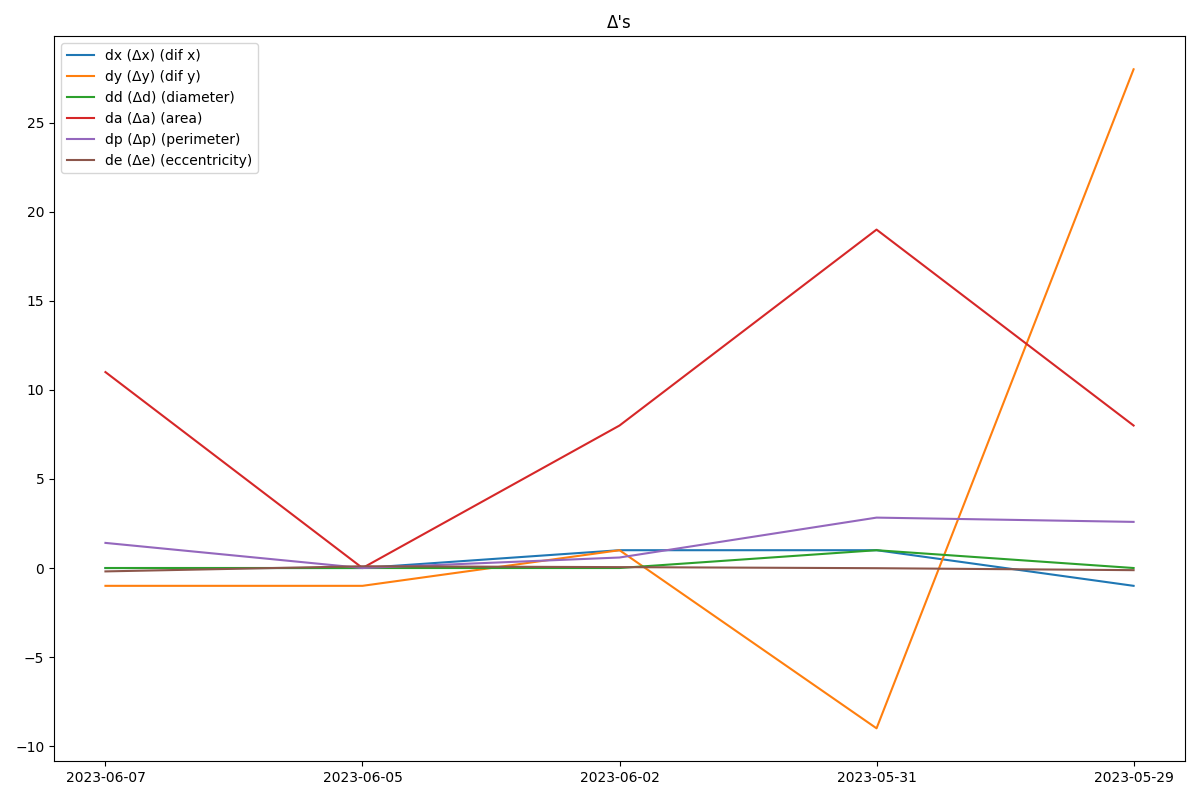 Δ's
dx (Δx) (dif x)
dy (Δy) (dif y)
dd (Δd) (diameter)
da (Δa) (area)
dp (Δp) (perimeter)
de (Δe) (eccentricity)
25
20
15
10
5
0
−5
−10
2023-06-07 2023-06-05 2023-06-02 2023-05-31 2023-05-29